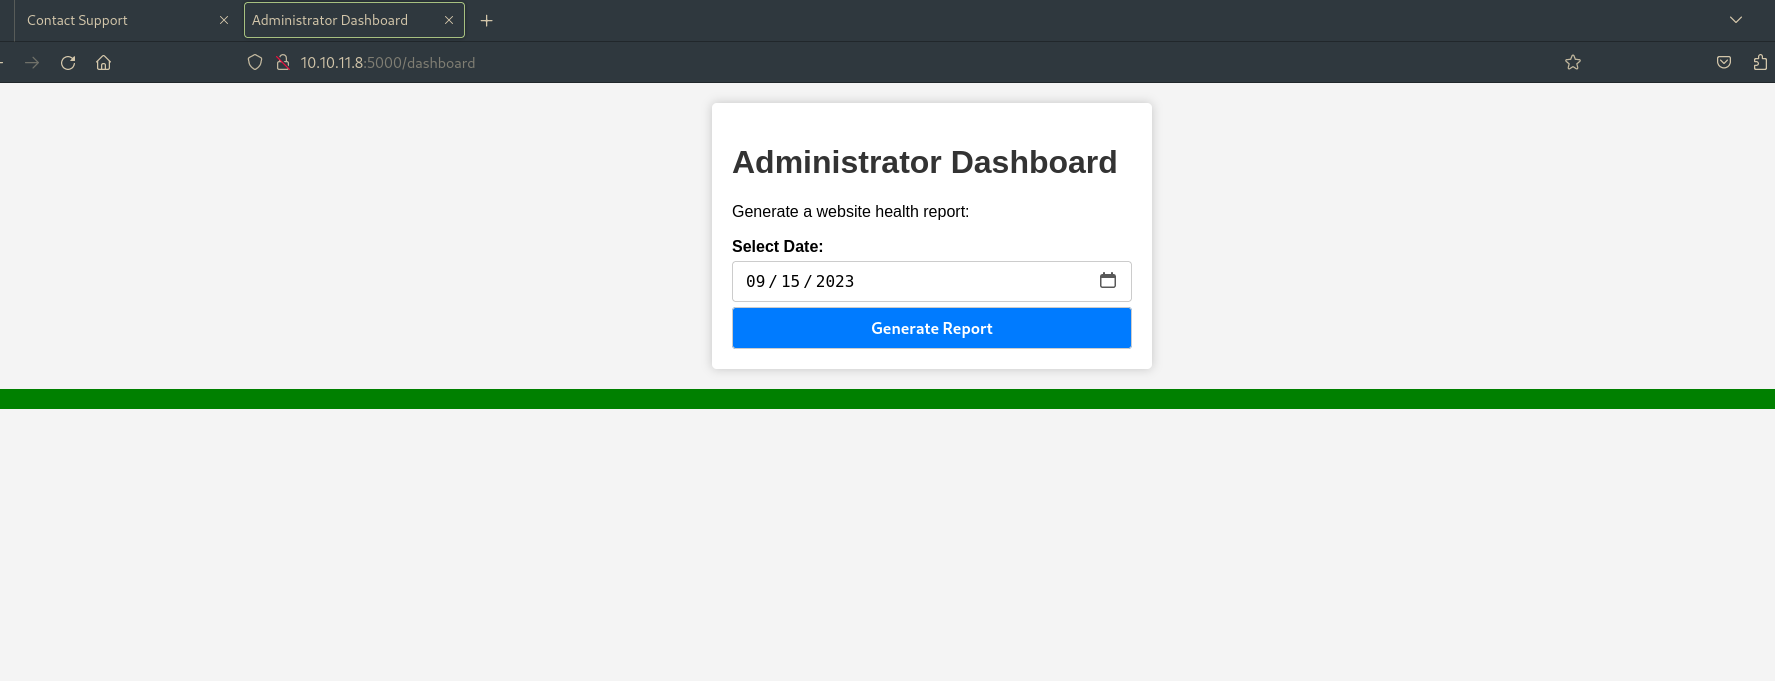 Contact Support
Administrator Dashboard
10.10.11.8:5000/dashboard
Administrator Dashboard
Generate a website health report:
Select Date:
09/15/2023
Generate Report